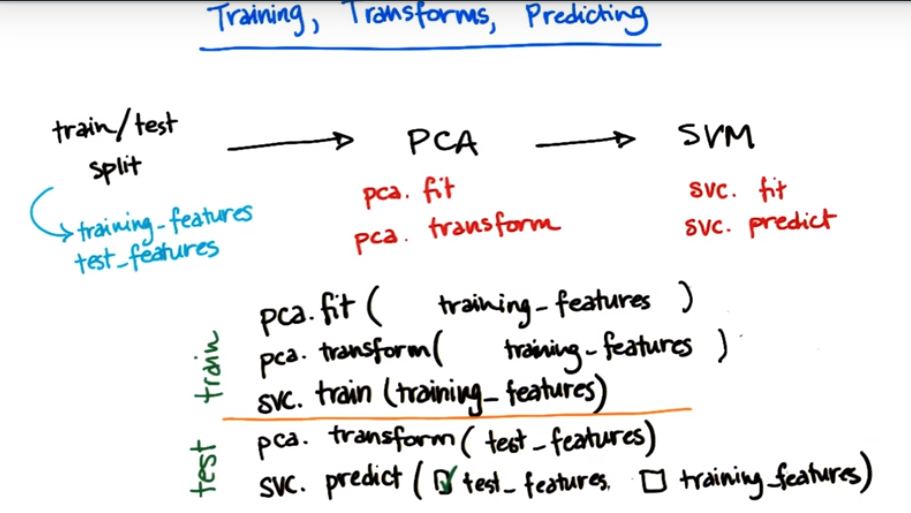 Training, Transforms, Predicting
train/test
split
training_features
test_features
PCA
pca. fit
pca. transform
SVM
svc. fit
svc. predict
train
pca.fit ( training_features )
pca. transform( training_features )
svc. train (training_features)
test
pca. transform( test_features)
svc. predict ( test_features. training_features)